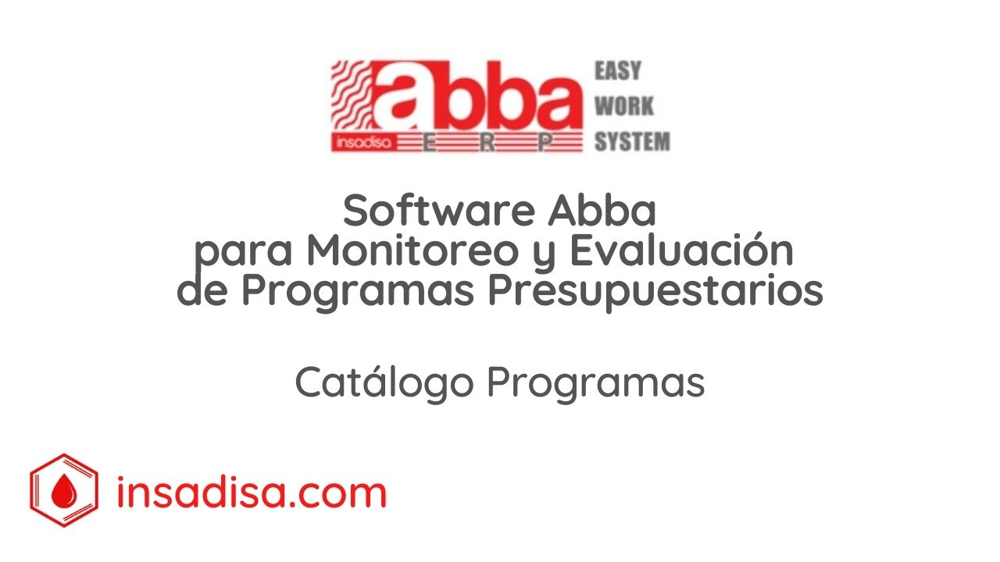 abba
EASY
WORK
SYSTEM
insadisa
E R P
Software Abba
para Monitoreo y Evaluación
de Programas Presupuestarios
Catálogo Programas
insadisa.com